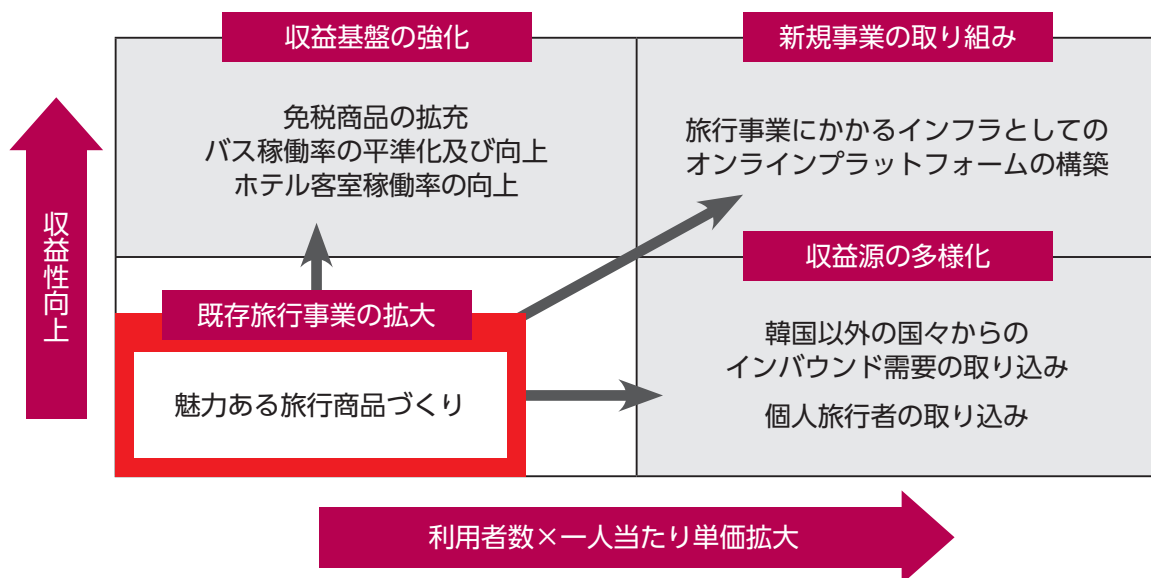 収益基盤の強化
免税商品の拡充
バス稼働率の平準化及び向上
ホテル客室稼働率の向上
新規事業の取り組み
旅行事業にかかるインフラとしての
オンラインプラットフォームの構築
収益性向上
既存旅行事業の拡大
魅力ある旅行商品づくり
収益源の多様化
韓国以外の国々からの
インバウンド需要の取り込み
個人旅行者の取り込み
利用者数×一人当たり単価拡大